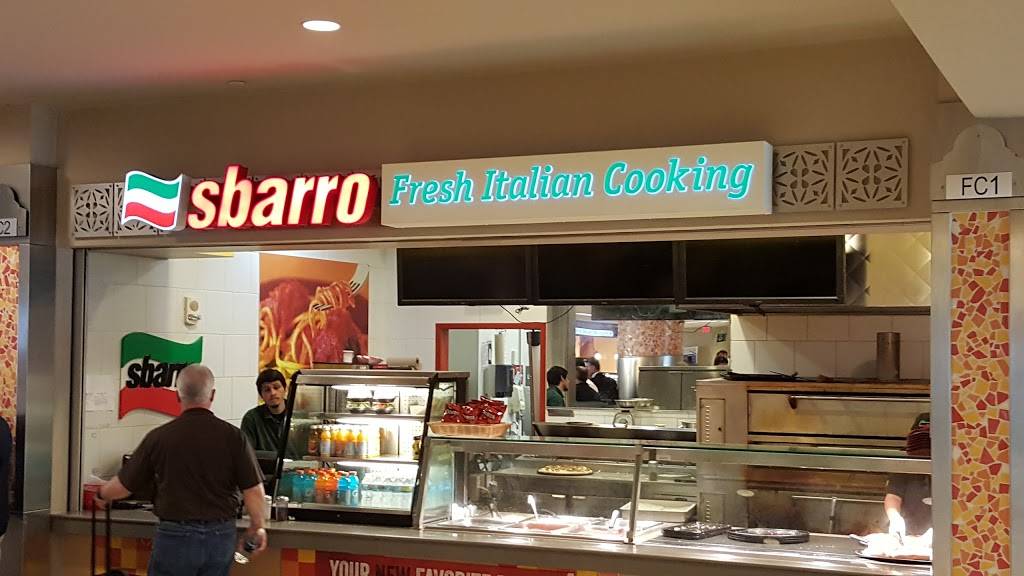 sbarro Fresh Italian Cooking
FC1
sbarro
YOUR NEW FAVORITE